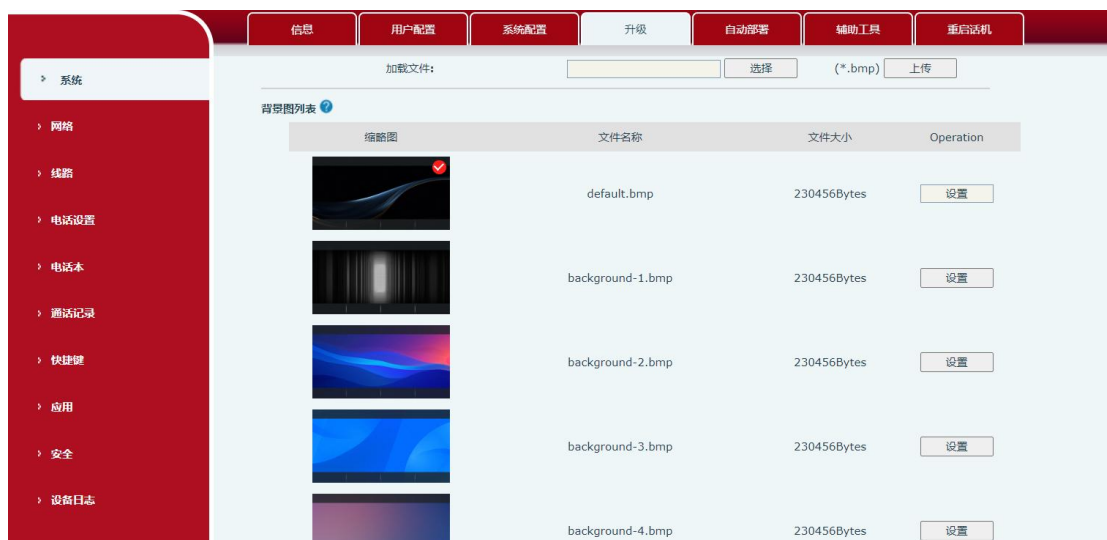 信息 用户配置 系统配置 升级 自动部署 辅助工具 重启话机
› 系统
› 网络
› 线路
› 电话设置
› 电话本
› 通话记录
› 快捷键
› 应用
› 安全
› 设备日志
加载文件: 选择 (*.bmp) 上传
背景图列表 ?
缩略图 文件名称 文件大小 Operation
default.bmp 230456Bytes 设置
background-1.bmp 230456Bytes 设置
background-2.bmp 230456Bytes 设置
background-3.bmp 230456Bytes 设置
background-4.bmp 230456Bytes 设置